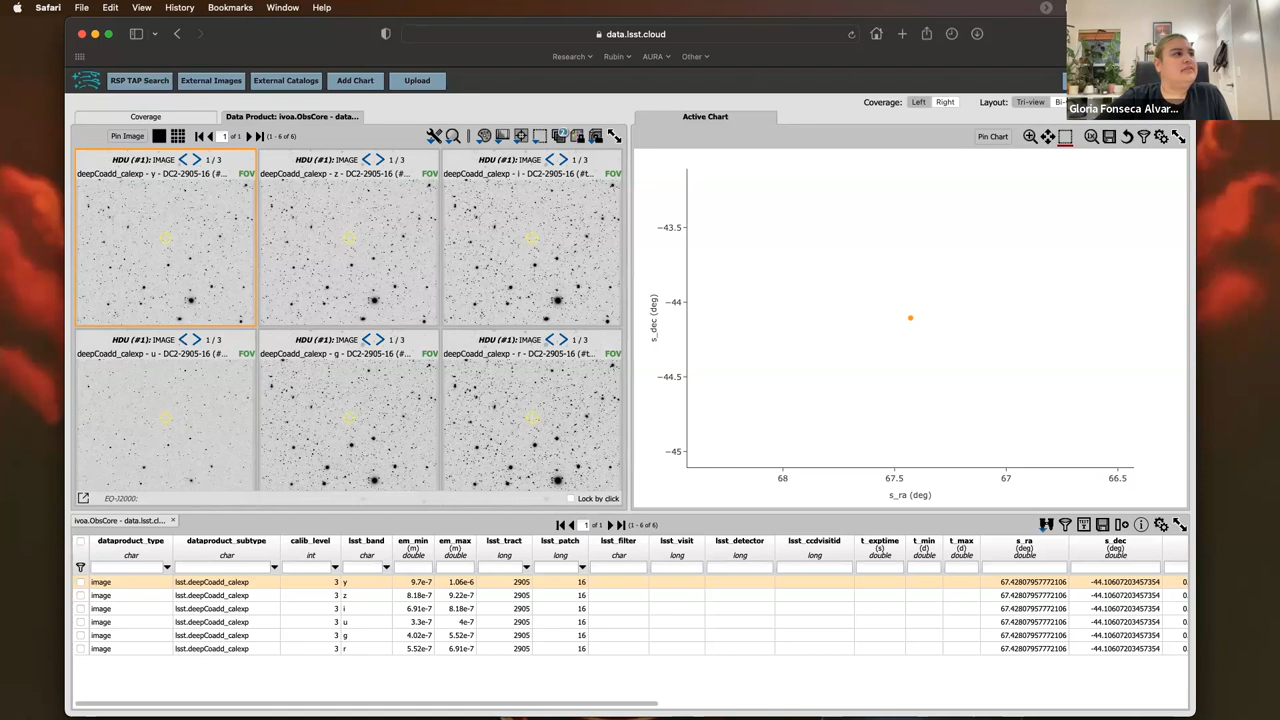 Safari File Edit View History Bookmarks Window Help
data.lsst.cloud
Research Rubin AURA Other
RSP TAP Search External Images External Catalogs Add Chart Upload
Coverage: Left Right Layout: Tri-view
Gloria Fonseca Alvar...
Coverage Data Product: ivoa.ObsCore - data... Active Chart
Pin Image 1 of 1 (1 - 6 of 6) Pin Chart
HDU (#1): IMAGE 1 / 3 HDU (#1): IMAGE 1 / 3 HDU (#1): IMAGE 1 / 3
deepCoadd_calexp - y - DC2-2905-16 (#... FOV deepCoadd_calexp - z - DC2-2905-16 (#... FOV deepCoadd_calexp - i - DC2-2905-16 (#t... FOV
HDU (#1): IMAGE 1 / 3 HDU (#1): IMAGE 1 / 3 HDU (#1): IMAGE 1 / 3
deepCoadd_calexp - u - DC2-2905-16 (#... FOV deepCoadd_calexp - g - DC2-2905-16 (#... FOV deepCoadd_calexp - r - DC2-2905-16 (#t... FOV
EQ-J2000: Lock by click
−43.5
−44
−44.5
−45
s_dec (deg)
68 67.5 67 66.5
s_ra (deg)
ivoa.ObsCore - data.lsst.cl... 1 of 1 (1 - 6 of 6)
dataproduct_type dataproduct_subtype calib_level lsst_band em_min em_max lsst_tract lsst_patch lsst_filter lsst_visit lsst_detector lsst_ccdvisitid t_exptime t_min t_max s_ra s_dec
(m) (m) (s) (d) (d) (deg) (deg)
char char int char double double long long char long long long double double double double double
image lsst.deepCoadd_calexp 3 y 9.7e-7 1.06e-6 2905 16 67.42807957772106 -44.10607203457354 0.
image lsst.deepCoadd_calexp 3 z 8.18e-7 9.22e-7 2905 16 67.42807957772106 -44.10607203457354 0.
image lsst.deepCoadd_calexp 3 i 6.91e-7 8.18e-7 2905 16 67.42807957772106 -44.10607203457354 0.
image lsst.deepCoadd_calexp 3 u 3.3e-7 4e-7 2905 16 67.42807957772106 -44.10607203457354 0.
image lsst.deepCoadd_calexp 3 g 4.02e-7 5.52e-7 2905 16 67.42807957772106 -44.10607203457354 0.
image lsst.deepCoadd_calexp 3 r 5.52e-7 6.91e-7 2905 16 67.42807957772106 -44.10607203457354 0.